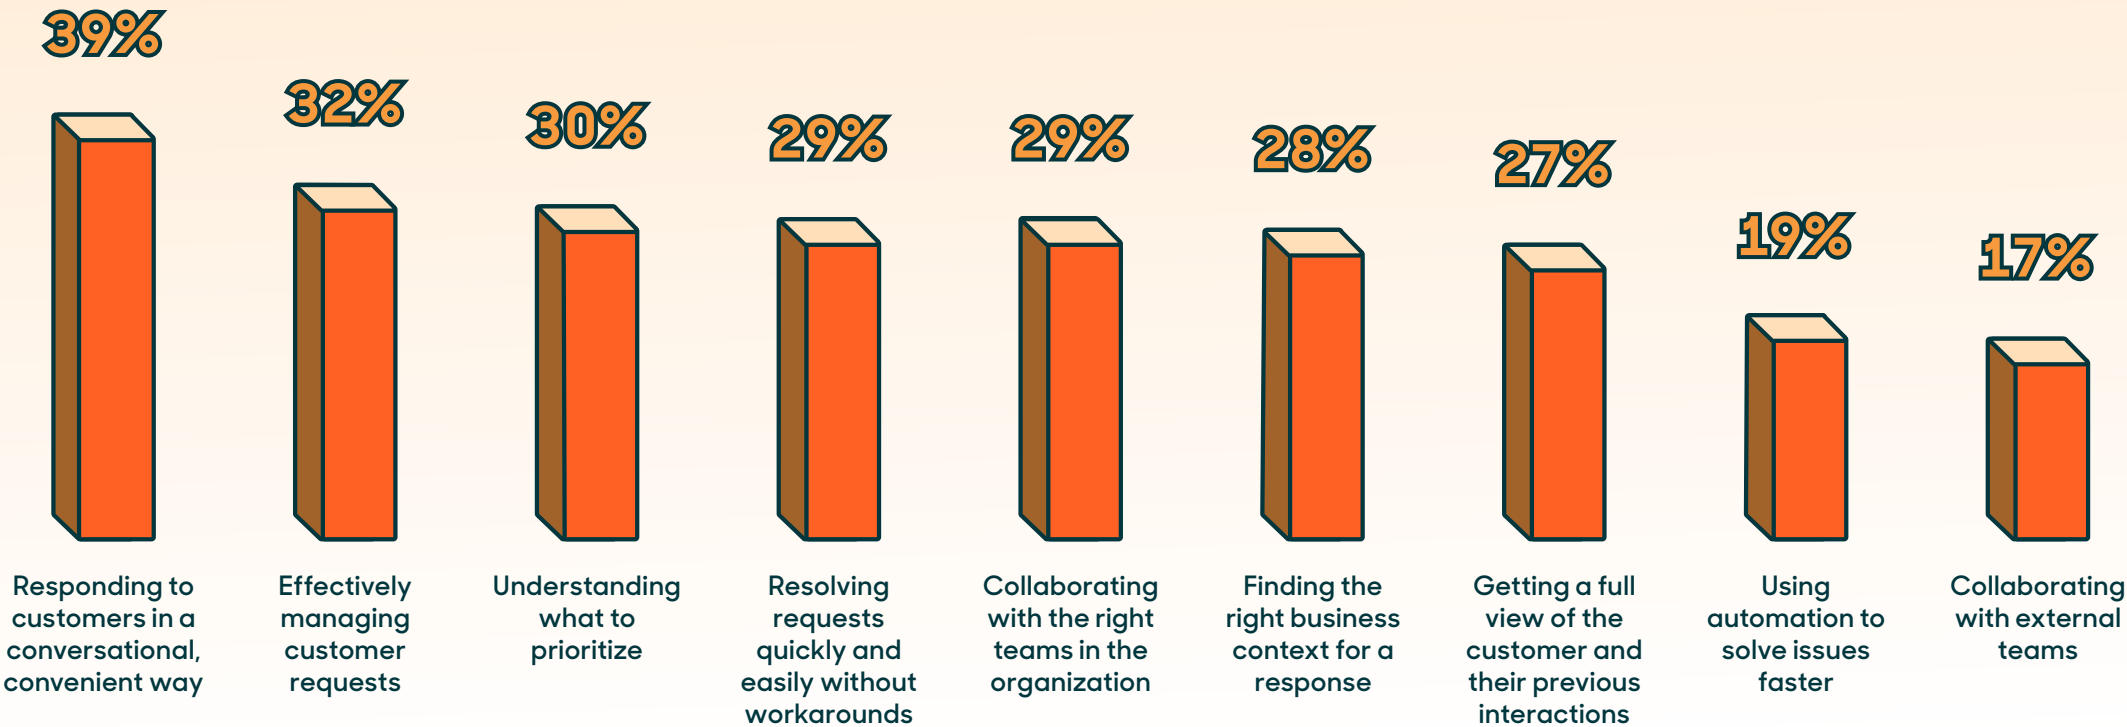 39%
32%
30%
29%
29%
28%
27%
19%
17%
Responding to
customers in a
conversational,
convenient way
Effectively
managing
customer
requests
Understanding
what to
prioritize
Resolving
requests
quickly and
easily without
workarounds
Collaborating
with the right
teams in the
organization
Finding the
right business
context for a
response
Getting a full
view of the
customer and
their previous
interactions
Using
automation to
solve issues
faster
Collaborating
with external
teams